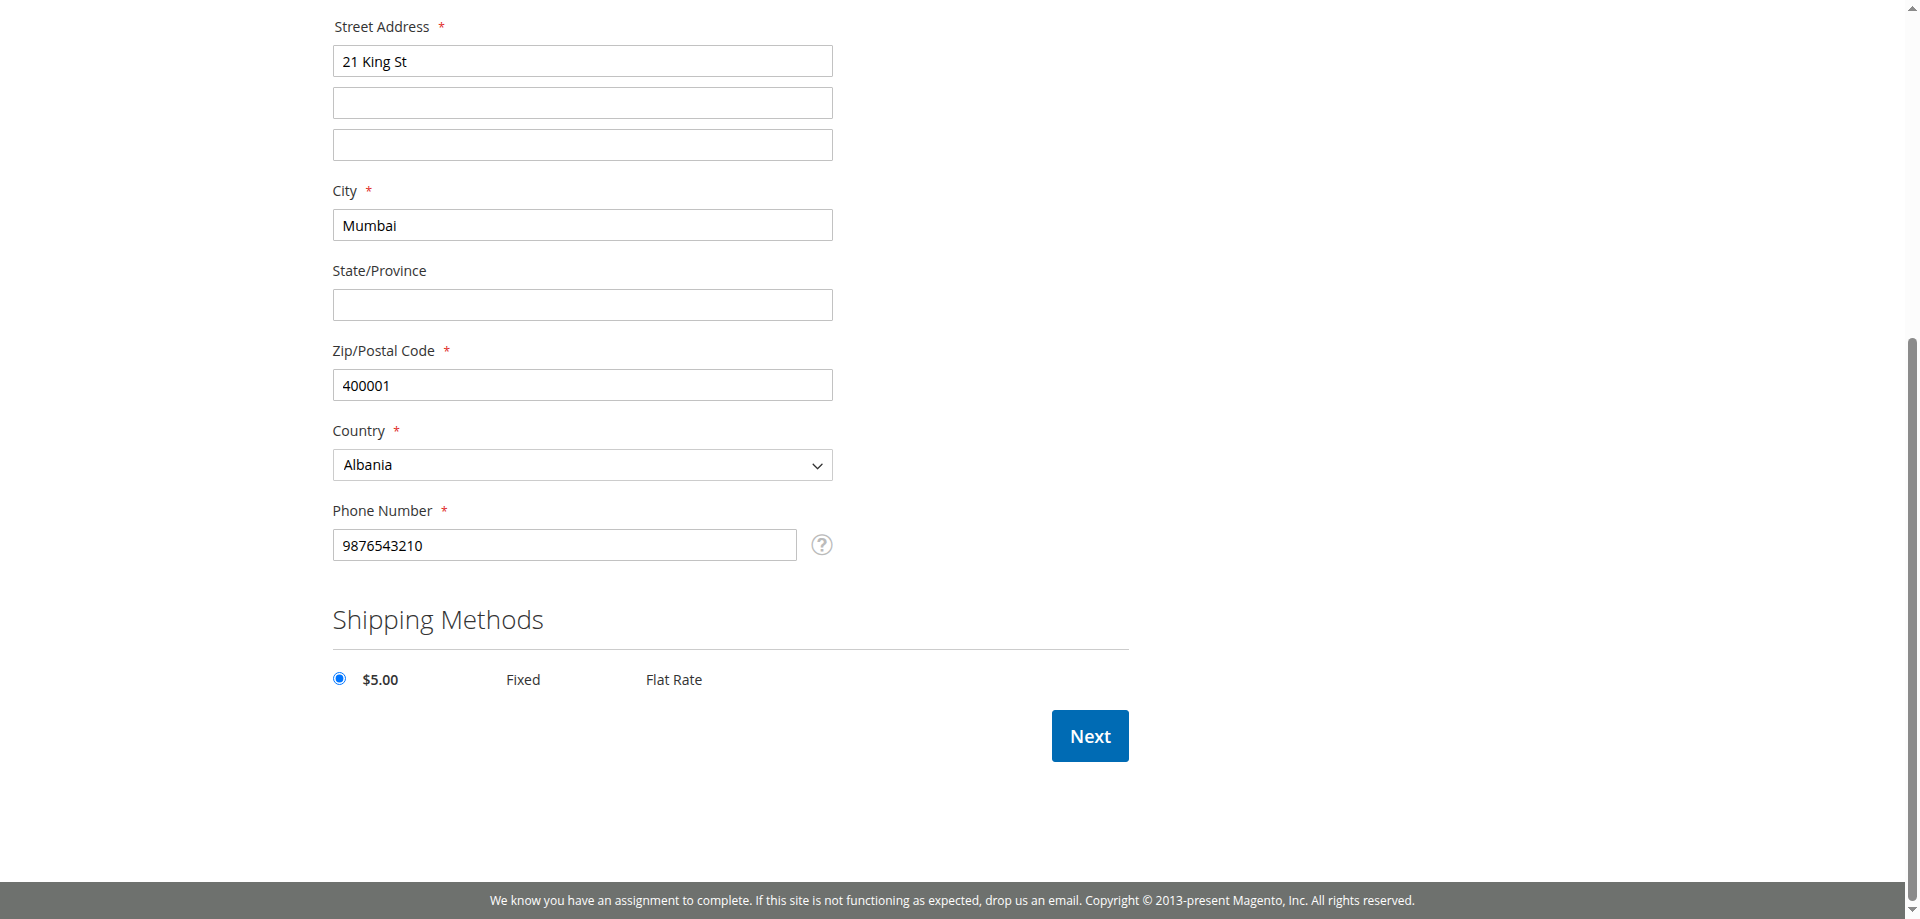 Street Address *
21 King St
City *
Mumbai
State/Province
Zip/Postal Code *
400001
Country *
Albania
Phone Number *
9876543210
?
Shipping Methods
$5.00 Fixed Flat Rate
Next
We know you have an assignment to complete. If this site is not functioning as expected, drop us an email. Copyright © 2013-present Magento, Inc. All rights reserved.